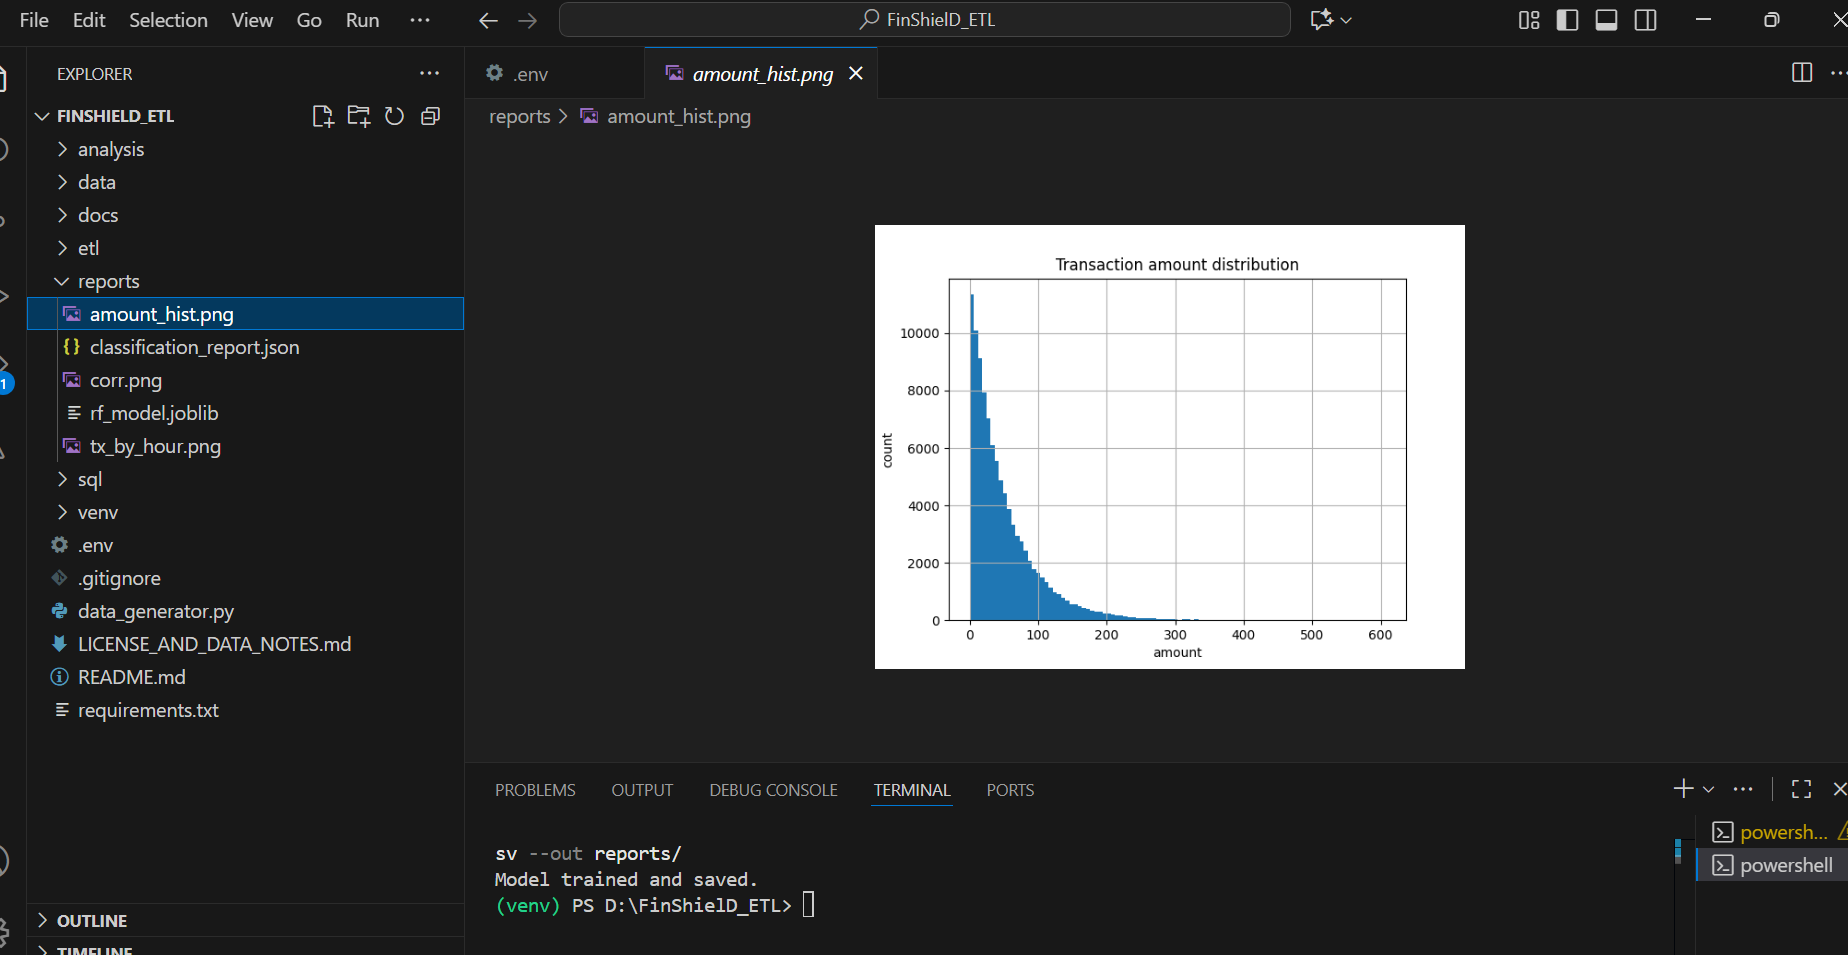 File Edit Selection View Go Run ···
FinShielD_ETL
EXPLORER
FINSHIELD_ETL
analysis
data
docs
etl
reports
amount_hist.png
classification_report.json
corr.png
rf_model.joblib
tx_by_hour.png
sql
venv
.env
.gitignore
data_generator.py
LICENSE_AND_DATA_NOTES.md
README.md
requirements.txt
OUTLINE
TIMELINE
1
.env
amount_hist.png
reports > amount_hist.png
Transaction amount distribution
count
10000
8000
6000
4000
2000
0
0 100 200 300 400 500 600
amount
PROBLEMS OUTPUT DEBUG CONSOLE TERMINAL PORTS
sv --out reports/
Model trained and saved.
(venv) PS D:\FinShielD_ETL>
powersh...
powershell